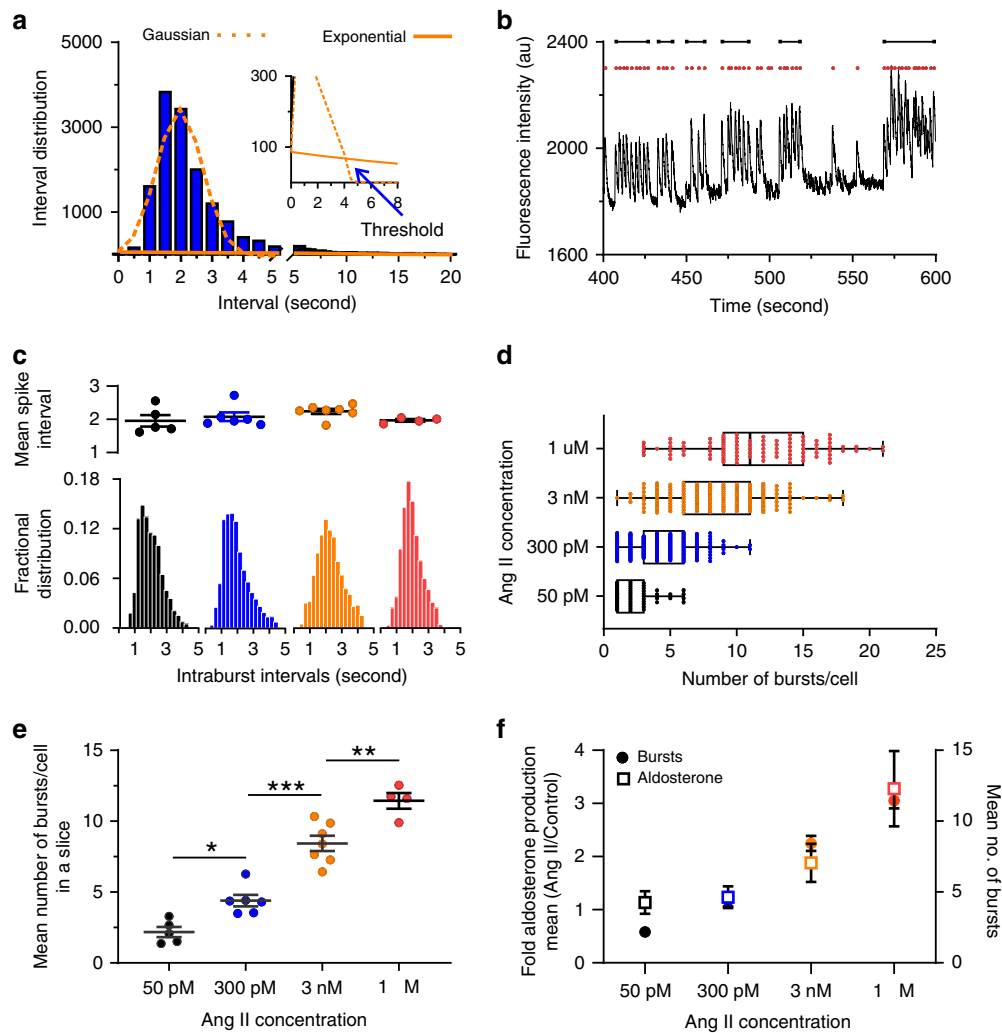 a
Gaussian
Exponential
5000
3000
1000
Interval distribution
300
100
0 2 4 6 8
Threshold
0 1 2 3 4 5 10 15 20
Interval (second)
b
2400
2000
1600
Fluorescence intensity (au)
400 450 500 550 600
Time (second)
c
Mean spike
interval
3
2
1
Fractional
distribution
0.18
0.12
0.06
0.00
1 3 5 1 3 5 1 3 5 1 3 5
Intraburst intervals (second)
d
Ang II concentration
1 uM
3 nM
300 pM
50 pM
0 5 10 15 20 25
Number of bursts/cell
e
Mean number of bursts/cell
in a slice
15
10
5
0
*
***
**
50 pM 300 pM 3 nM 1 M
Ang II concentration
f
Fold aldosterone production
mean (Ang II/Control)
4
3
2
1
0
Bursts
Aldosterone
15
10
5
0
Mean no. of bursts
50 pM 300 pM 3 nM 1 M
Ang II concentration